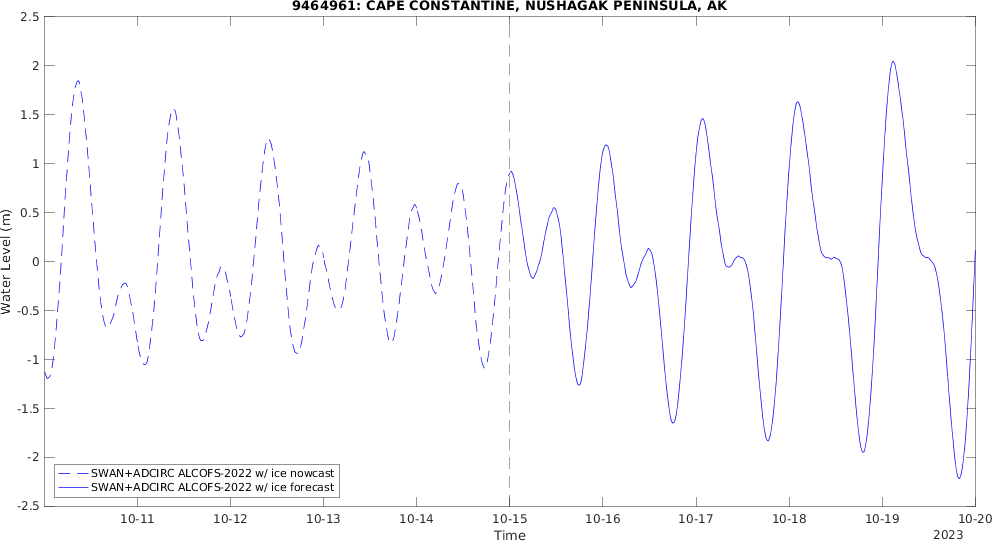 9464961: CAPE CONSTANTINE, NUSHAGAK PENINSULA, AK
2.5
2
1.5
1
0.5
0
-0.5
-1
-1.5
-2
-2.5
Water Level (m)
SWAN+ADCIRC ALCOFS-2022 w/ ice nowcast
SWAN+ADCIRC ALCOFS-2022 w/ ice forecast
10-11 10-12 10-13 10-14 10-15 10-16 10-17 10-18 10-19 10-20
Time
2023